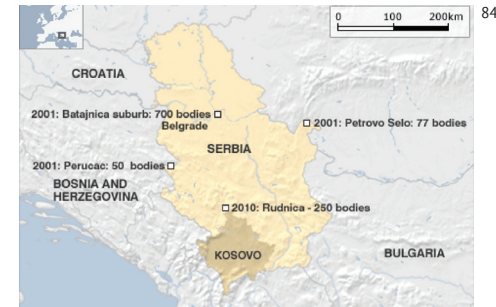 0 100 200km
84
CROATIA
2001: Batajnica suburb: 700 bodies
Belgrade
2001: Petrovo Selo: 77 bodies
SERBIA
2001: Perucac: 50 bodies
BOSNIA AND
HERZEGOVINA
2010: Rudnica - 250 bodies
KOSOVO
BULGARIA